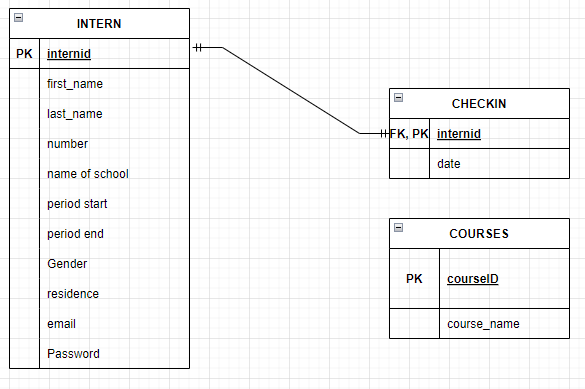 INTERN
PK internid
first_name
last_name
number
name of school
period start
period end
Gender
residence
email
Password
CHECKIN
FK, PK internid
date
COURSES
PK courseID
course_name